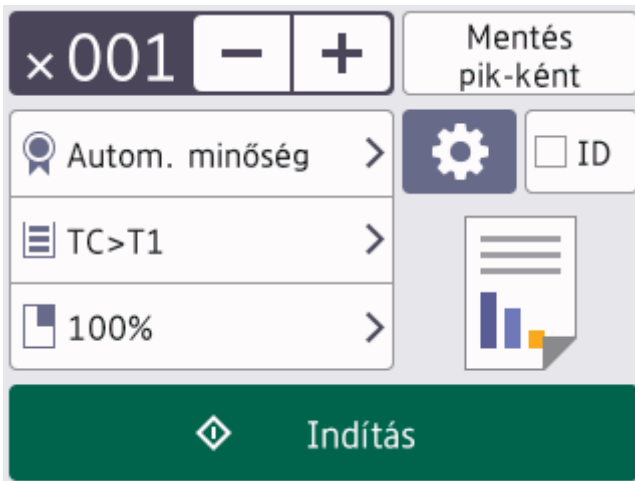 ×001 − +
Mentés
pik-ként
Autom. minőség
ID
TC>T1
100%
Indítás